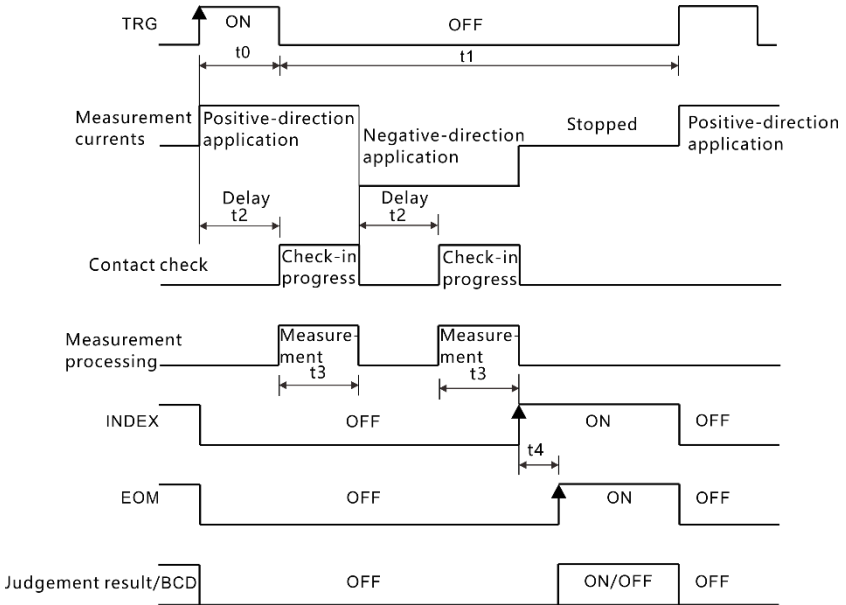 TRG
ON
OFF
t0
t1
Measurement
currents
Positive-direction
application
Negative-direction
application
Stopped
Positive-direction
application
Delay
t2
Delay
t2
Contact check
Check-in
progress
Check-in
progress
Measurement
processing
Measure-
ment
t3
Measure-
ment
t3
INDEX
OFF
ON
OFF
t4
EOM
OFF
ON
OFF
Judgement result/BCD
OFF
ON/OFF
OFF